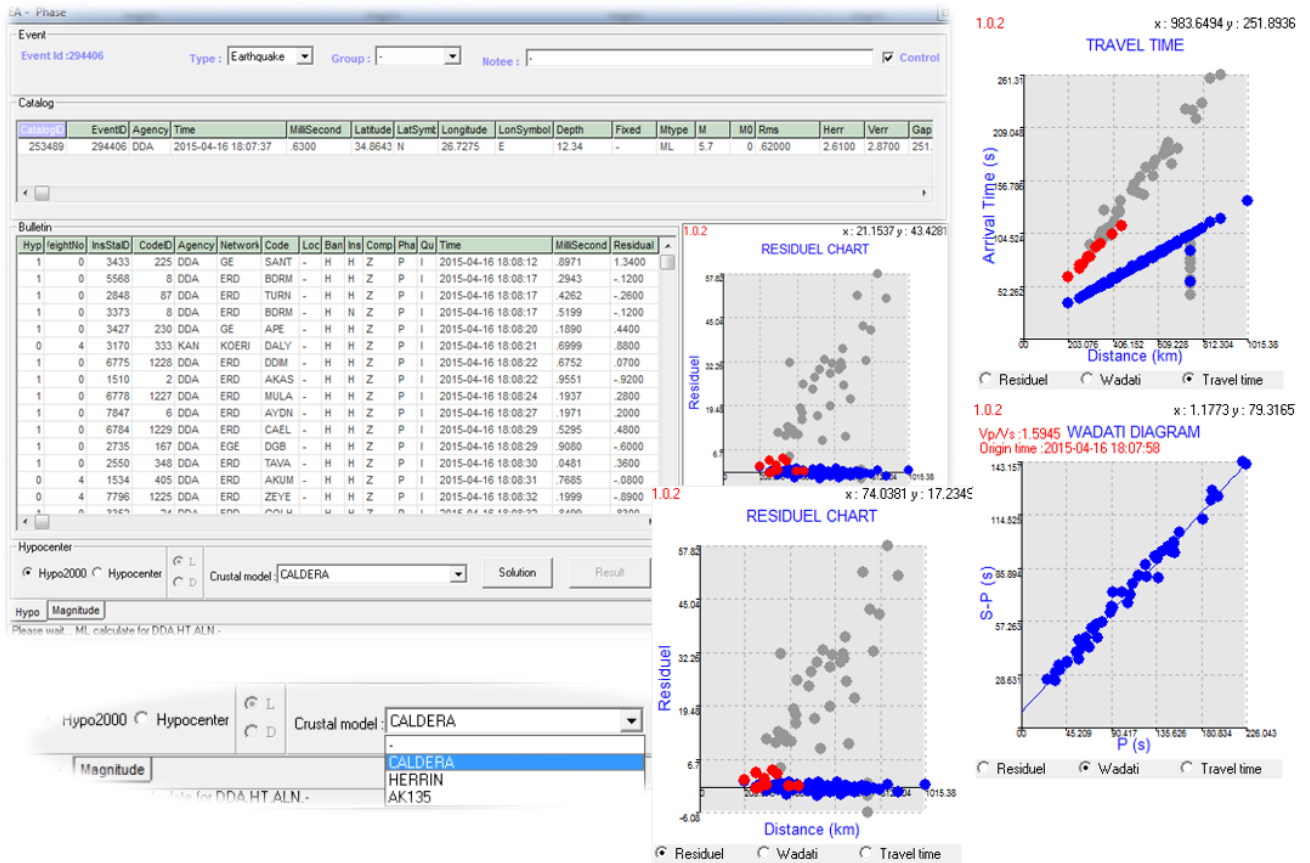 EA - Phase
Event
Event Id :294406 Type : Earthquake Group : - Notee : - Control
Catalog
CatalogID EventID Agency Time MilliSecond Latitude LatSymb Longitude LonSymbol Depth Fixed Mtype M M0 Rms Herr Verr Gap
253489 294406 DDA 2015-04-16 18:07:37 .6300 34.8643 N 26.7275 E 12.34 - ML 5.7 0 .62000 2.6100 2.8700 251.
Bulletin
Hyp /eightNo InsStaID CodeID Agency Network Code Loc Ban Ins Comp Pha Qu Time MilliSecond Residual
1 0 3433 225 DDA GE SANT - H H Z P I 2015-04-16 18:08:12 .8971 1.3400
1 0 5568 8 DDA ERD BDRM - H H Z P I 2015-04-16 18:08:17 .2943 -.1200
1 0 2848 87 DDA ERD TURN - H H Z P I 2015-04-16 18:08:17 .4262 -.2600
1 0 3373 8 DDA ERD BDRM - H N Z P I 2015-04-16 18:08:17 .5199 -.1200
1 0 3427 230 DDA GE APE - H H Z P I 2015-04-16 18:08:20 .1890 .4400
0 4 3170 333 KAN KOERI DALY - H H Z P I 2015-04-16 18:08:21 .6999 .8800
1 0 6775 1228 DDA ERD DDIM - H H Z P I 2015-04-16 18:08:22 .6752 .0700
1 0 1510 2 DDA ERD AKAS - H H Z P I 2015-04-16 18:08:22 .9551 -.9200
1 0 6778 1227 DDA ERD MULA - H H Z P I 2015-04-16 18:08:24 .1937 .2800
1 0 7847 6 DDA ERD AYDN - H H Z P I 2015-04-16 18:08:27 .1971 .2000
1 0 6784 1229 DDA ERD CAEL - H H Z P I 2015-04-16 18:08:29 .5295 .4800
1 0 2735 167 DDA EGE DGB - H H Z P I 2015-04-16 18:08:29 .9080 -.6000
1 0 2550 348 DDA ERD TAVA - H H Z P I 2015-04-16 18:08:30 .0481 .3600
0 4 1534 405 DDA ERD AKUM - H H Z P I 2015-04-16 18:08:31 .7685 -.0800
0 4 7796 1225 DDA ERD ZEYE - H H Z P I 2015-04-16 18:08:32 .1999 -.8900
Hypocenter
Hypo2000 Hypocenter L D Crustal model : CALDERA Solution Result
Hypo Magnitude
Please wait... ML calculate for DDA.HT.ALN.-
Hypo2000 Hypocenter L D Crustal model : CALDERA
-
CALDERA
HERRIN
AK135
Magnitude
for DDA.HT.ALN.-
1.0.2 x : 21.1537 y : 43.4281
RESIDUEL CHART
57.82
45.04
32.26
19.48
6.7
1015.38
Residuel
1.0.2 x : 74.0381 y : 17.2349
RESIDUEL CHART
57.82
45.04
32.26
19.48
6.7
-6.08
1015.38
Residuel
Distance (km)
Residuel Wadati Travel time
1.0.2 x : 983.6494 y : 251.8936
TRAVEL TIME
261.31
209.048
156.786
104.524
52.262
203.076 406.152 609.228 812.304 1015.38
Arrival Time (s)
Distance (km)
Residuel Wadati Travel time
1.0.2 x : 1.1773 y : 79.3165
Vp/Vs :1.5945 WADATI DIAGRAM
Origin time :2015-04-16 18:07:58
143.157
114.525
85.894
57.263
28.631
45.209 90.417 135.626 180.834 226.043
S-P (s)
P (s)
Residuel Wadati Travel time